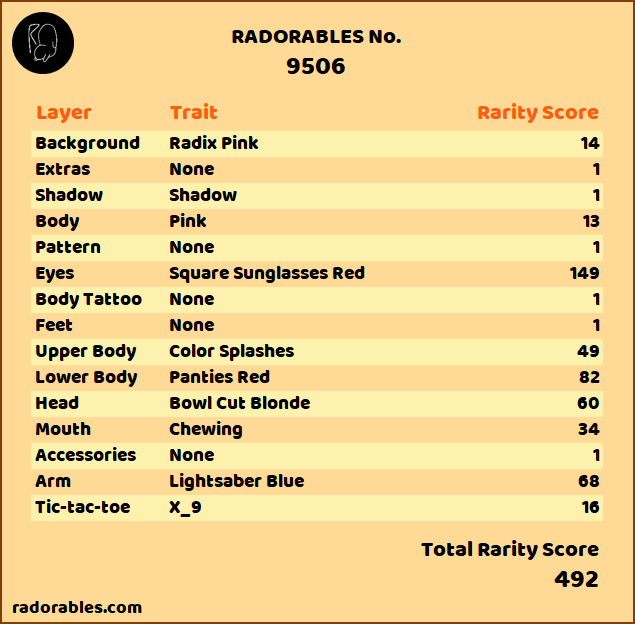 RADORABLES No.
9506
Layer Trait Rarity Score
Background Radix Pink 14
Extras None 1
Shadow Shadow 1
Body Pink 13
Pattern None 1
Eyes Square Sunglasses Red 149
Body Tattoo None 1
Feet None 1
Upper Body Color Splashes 49
Lower Body Panties Red 82
Head Bowl Cut Blonde 60
Mouth Chewing 34
Accessories None 1
Arm Lightsaber Blue 68
Tic-tac-toe X_9 16
Total Rarity Score
492
radorables.com